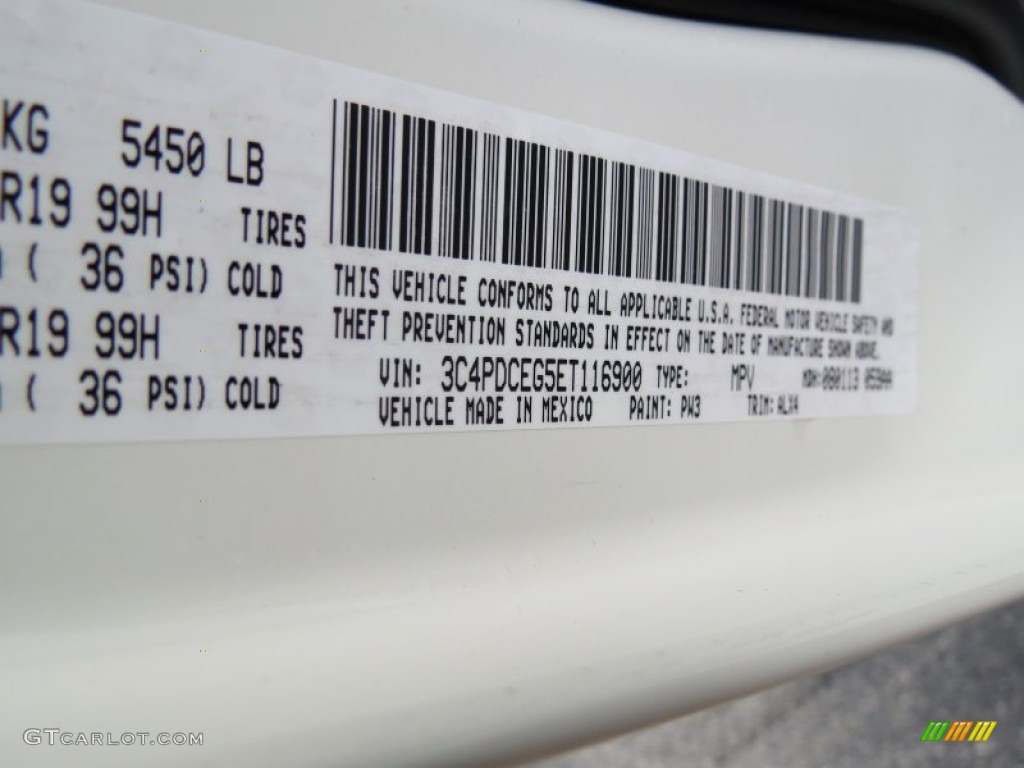 KG 5450 LB
R19 99H TIRES
( 36 PSI) COLD
R19 99H TIRES
( 36 PSI) COLD
THIS VEHICLE CONFORMS TO ALL APPLICABLE U.S.A. FEDERAL MOTOR VEHICLE SAFETY AND
THEFT PREVENTION STANDARDS IN EFFECT ON THE DATE OF MANUFACTURE SHOWN ABOVE.
VIN: 3C4PDCEG5ET116900 TYPE: MPV MDH:
VEHICLE MADE IN MEXICO PAINT: PW3 TRIM:
GTCARLOT.COM